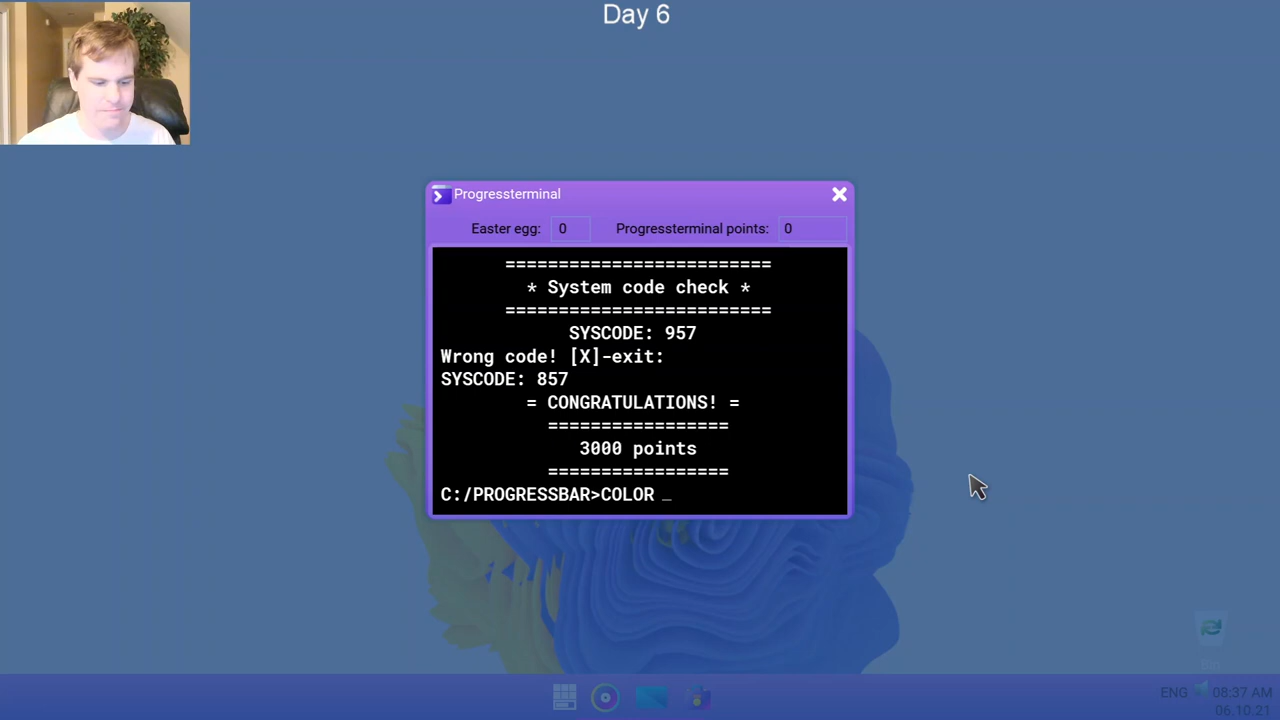 Day 6
Progressterminal
Easter egg: 0 Progressterminal points: 0
========================= 
* System code check *
=========================
SYSCODE: 957
Wrong code! [X]-exit:
SYSCODE: 857
= CONGRATULATIONS! =
=================
3000 points
=================
C:/PROGRESSBAR>COLOR _
Bin
ENG 08:37 AM
06.10.21